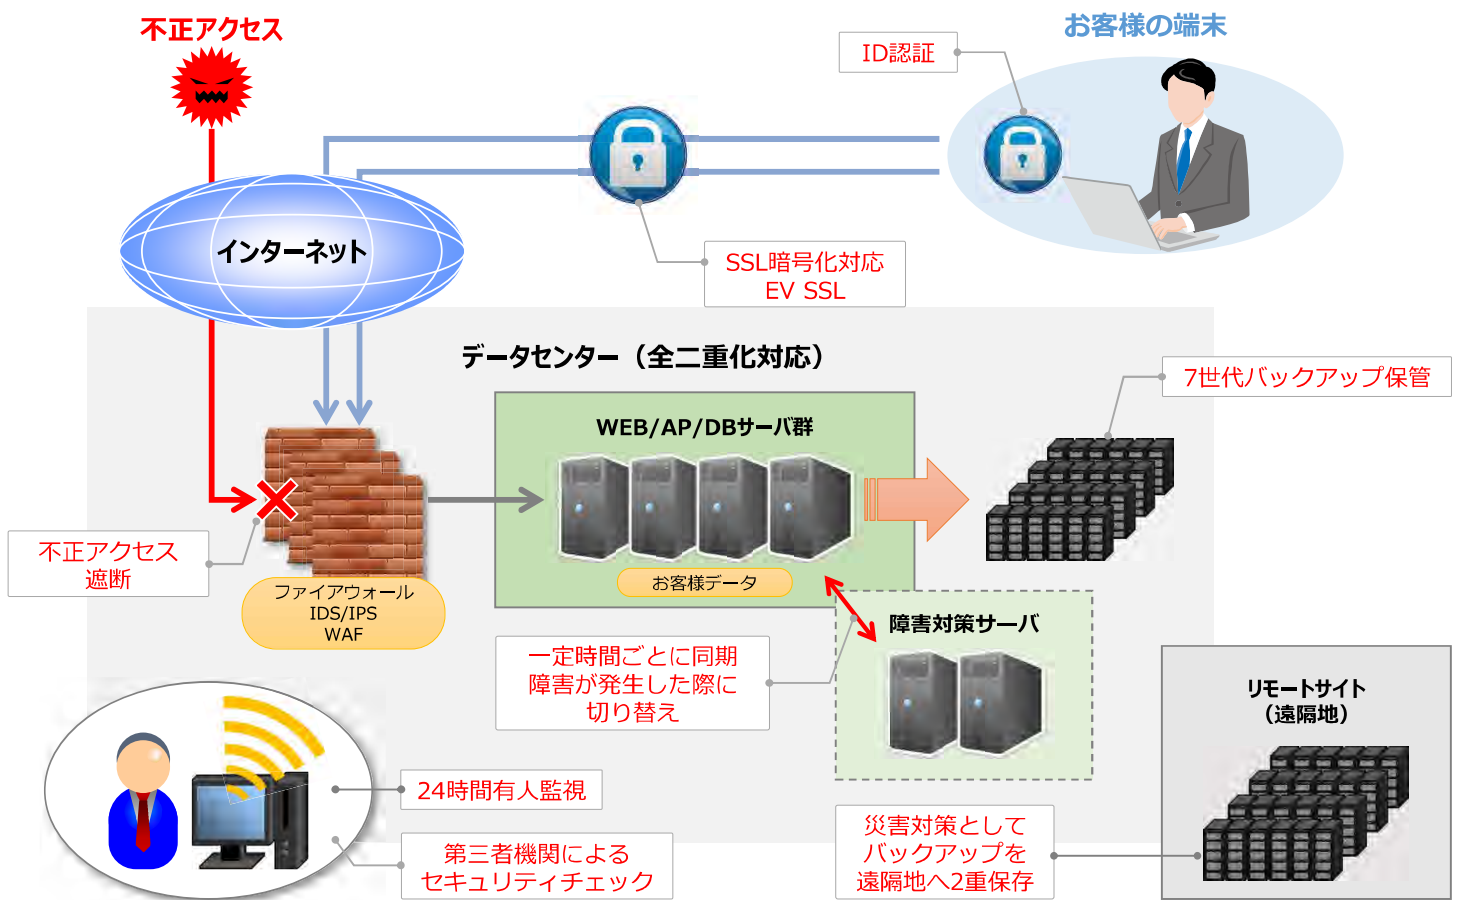 不正アクセス
お客様の端末
ID認証
インターネット
SSL暗号化対応
EV SSL
データセンター（全二重化対応）
7世代バックアップ保管
WEB/AP/DBサーバ群
お客様データ
不正アクセス
遮断
ファイアウォール
IDS/IPS
WAF
障害対策サーバ
一定時間ごとに同期
障害が発生した際に
切り替え
リモートサイト
（遠隔地）
24時間有人監視
第三者機関による
セキュリティチェック
災害対策として
バックアップを
遠隔地へ2重保存